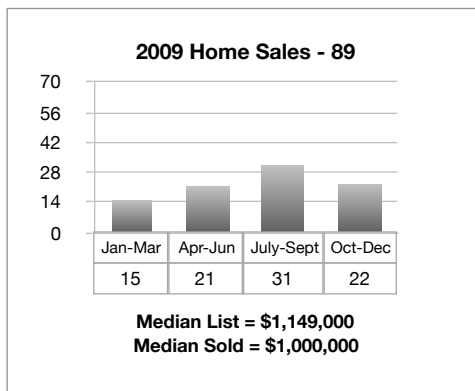 2009 Home Sales - 89
70
56
42
28
14
0
Jan-Mar Apr-Jun July-Sept Oct-Dec
15 21 31 22
Median List = $1,149,000
Median Sold = $1,000,000